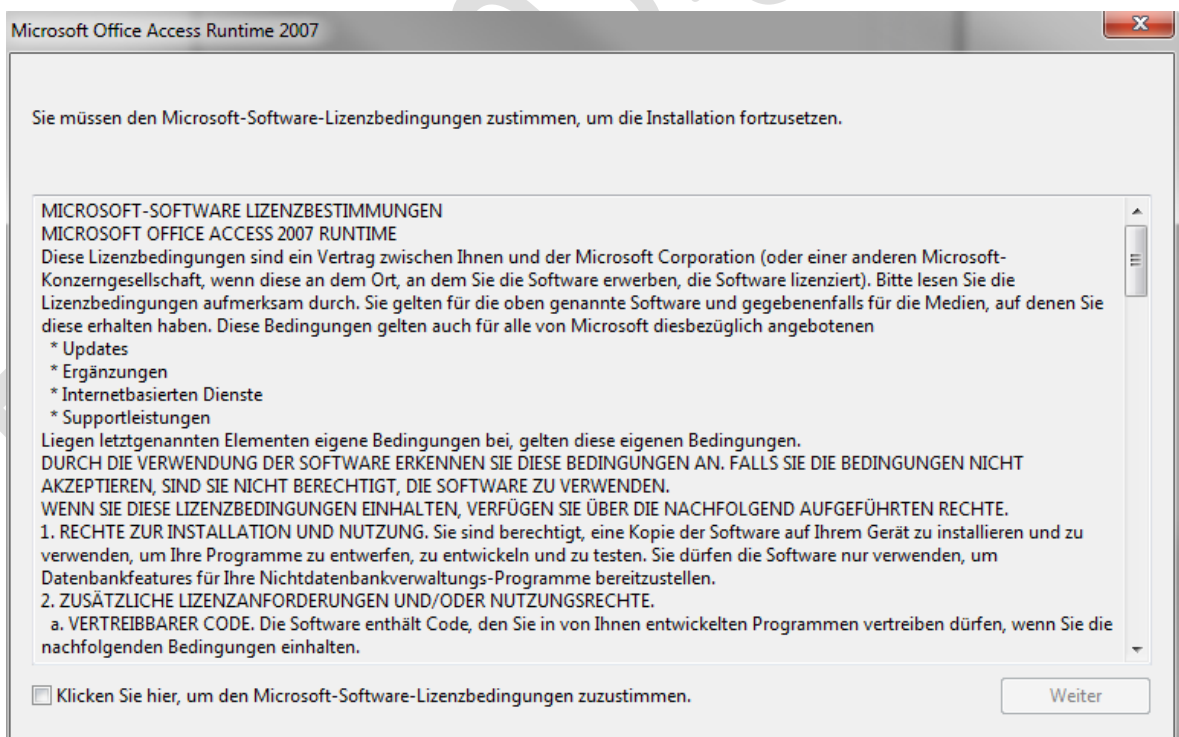 Microsoft Office Access Runtime 2007
Sie müssen den Microsoft-Software-Lizenzbedingungen zustimmen, um die Installation fortzusetzen.
MICROSOFT-SOFTWARE LIZENZBESTIMMUNGEN
MICROSOFT OFFICE ACCESS 2007 RUNTIME
Diese Lizenzbedingungen sind ein Vertrag zwischen Ihnen und der Microsoft Corporation (oder einer anderen Microsoft-
Konzerngesellschaft, wenn diese an dem Ort, an dem Sie die Software erwerben, die Software lizenziert). Bitte lesen Sie die
Lizenzbedingungen aufmerksam durch. Sie gelten für die oben genannte Software und gegebenenfalls für die Medien, auf denen Sie
diese erhalten haben. Diese Bedingungen gelten auch für alle von Microsoft diesbezüglich angebotenen
* Updates
* Ergänzungen
* Internetbasierten Dienste
* Supportleistungen
Liegen letztgenannten Elementen eigene Bedingungen bei, gelten diese eigenen Bedingungen.
DURCH DIE VERWENDUNG DER SOFTWARE ERKENNEN SIE DIESE BEDINGUNGEN AN. FALLS SIE DIE BEDINGUNGEN NICHT
AKZEPTIEREN, SIND SIE NICHT BERECHTIGT, DIE SOFTWARE ZU VERWENDEN.
WENN SIE DIESE LIZENZBEDINGUNGEN EINHALTEN, VERFÜGEN SIE ÜBER DIE NACHFOLGEND AUFGEFÜHRTEN RECHTE.
1. RECHTE ZUR INSTALLATION UND NUTZUNG. Sie sind berechtigt, eine Kopie der Software auf Ihrem Gerät zu installieren und zu
verwenden, um Ihre Programme zu entwerfen, zu entwickeln und zu testen. Sie dürfen die Software nur verwenden, um
Datenbankfeatures für Ihre Nichtdatenbankverwaltungs-Programme bereitzustellen.
2. ZUSÄTZLICHE LIZENZANFORDERUNGEN UND/ODER NUTZUNGSRECHTE.
a. VERTREIBBARER CODE. Die Software enthält Code, den Sie in von Ihnen entwickelten Programmen vertreiben dürfen, wenn Sie die
nachfolgenden Bedingungen einhalten.
Klicken Sie hier, um den Microsoft-Software-Lizenzbedingungen zuzustimmen.
Weiter